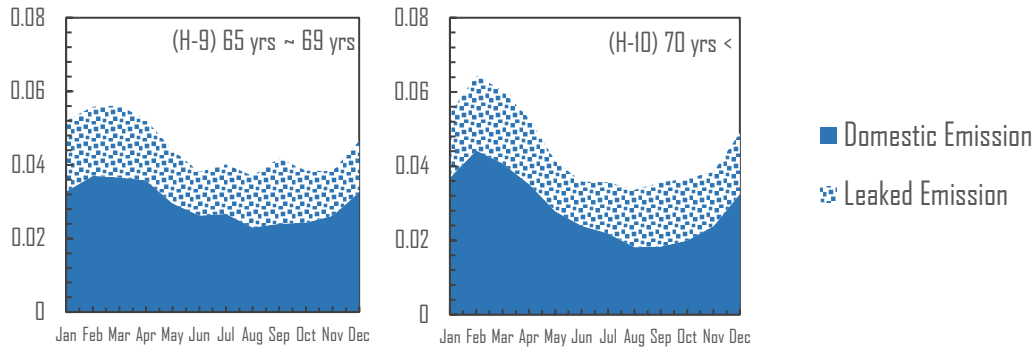 0.08
(H-9) 65 yrs ~ 69 yrs
0.06
0.04
0.02
0
Jan Feb Mar Apr May Jun Jul Aug Sep Oct Nov Dec
0.08
(H-10) 70 yrs <
0.06
0.04
0.02
0
Jan Feb Mar Apr May Jun Jul Aug Sep Oct Nov Dec
Domestic Emission
Leaked Emission